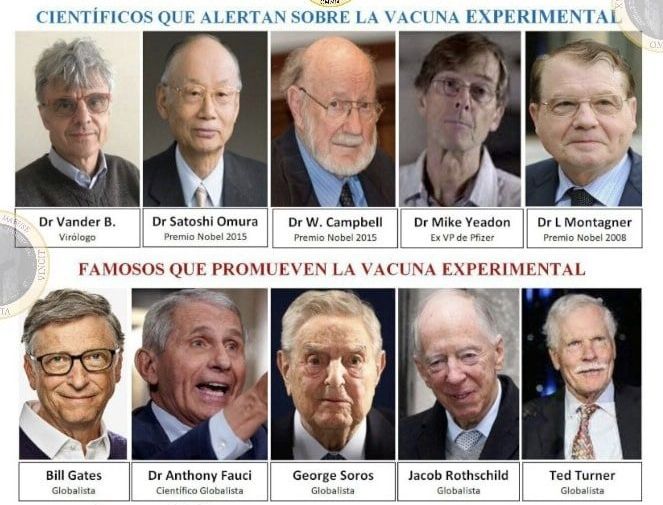 CIENTÍFICOS QUE ALERTAN SOBRE LA VACUNA EXPERIMENTAL
Dr Vander B.
Virólogo
Dr Satoshi Omura
Premio Nobel 2015
Dr W. Campbell
Premio Nobel 2015
Dr Mike Yeadon
Ex VP de Pfizer
Dr L Montagner
Premio Nobel 2008
FAMOSOS QUE PROMUEVEN LA VACUNA EXPERIMENTAL
VINCIT
Bill Gates
Globalista
Dr Anthony Fauci
Científico Globalista
George Soros
Globalista
Jacob Rothschild
Globalista
Ted Turner
Globalista